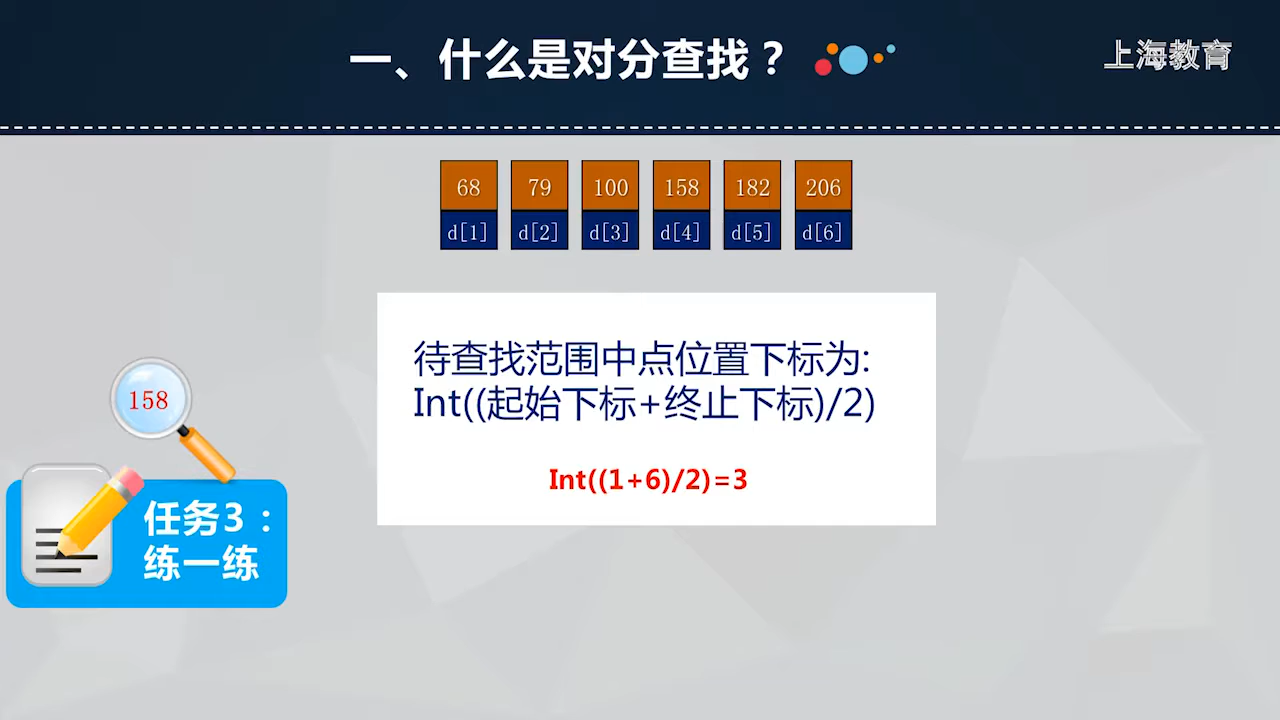 一、什么是对分查找？
上海教育
68 79 100 158 182 206
d[1] d[2] d[3] d[4] d[5] d[6]
待查找范围中点位置下标为:
Int((起始下标+终止下标)/2)
Int((1+6)/2)=3
158
任务3：
练一练